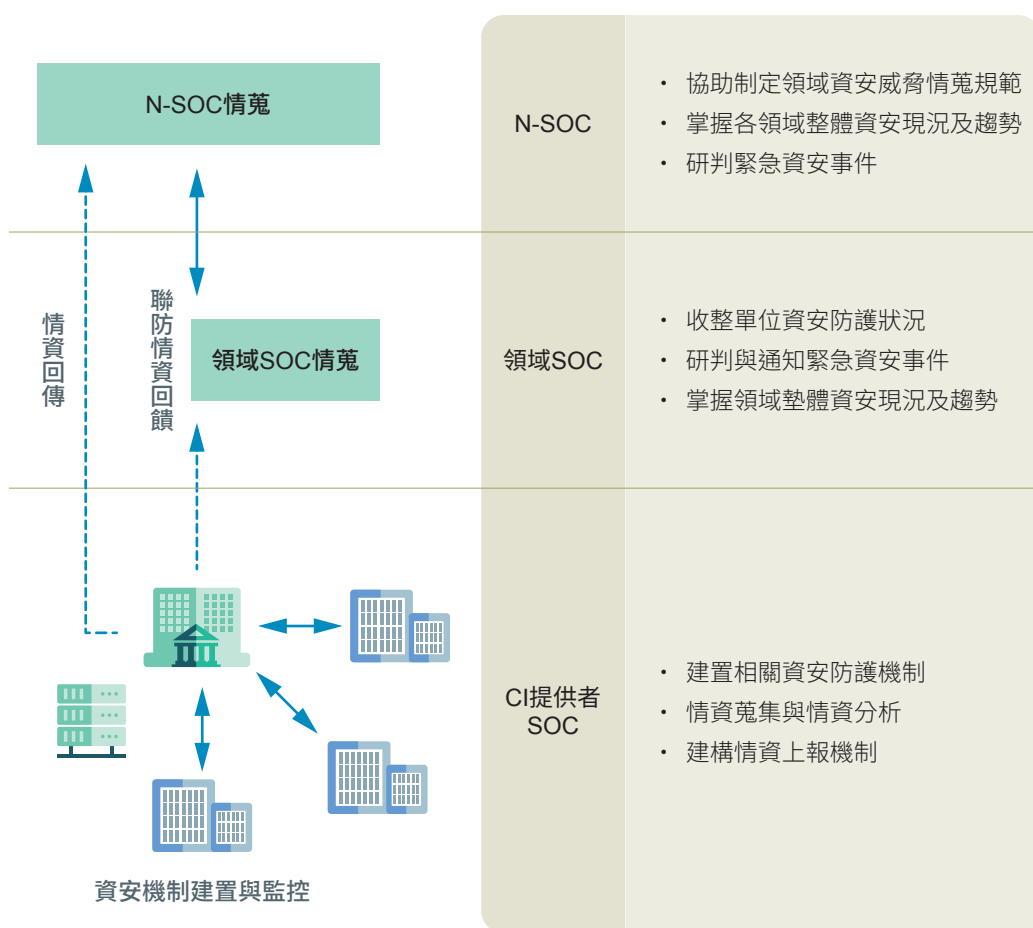 N-SOC情蒐
N-SOC
• 協助制定領域資安威脅情蒐規範
• 掌握各領域整體資安現況及趨勢
• 研判緊急資安事件
情資回傳
聯防情資回饋
領域SOC情蒐
領域SOC
• 收整單位資安防護狀況
• 研判與通知緊急資安事件
• 掌握領域墊體資安現況及趨勢
CI提供者
SOC
• 建置相關資安防護機制
• 情資蒐集與情資分析
• 建構情資上報機制
資安機制建置與監控